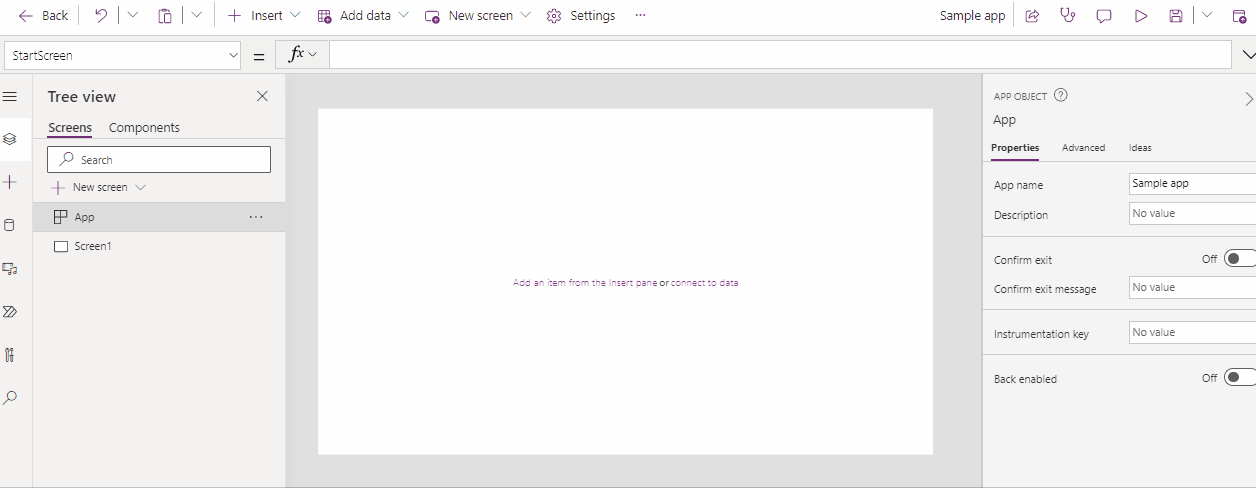 Back Insert Add data New screen Settings ... Sample app
StartScreen = fx
Tree view
Screens Components
Search
New screen
App ...
Screen1
Add an item from the Insert pane or connect to data
APP OBJECT ?
App
Properties Advanced Ideas
App name Sample app
Description No value
Confirm exit Off
Confirm exit message No value
Instrumentation key No value
Back enabled Off